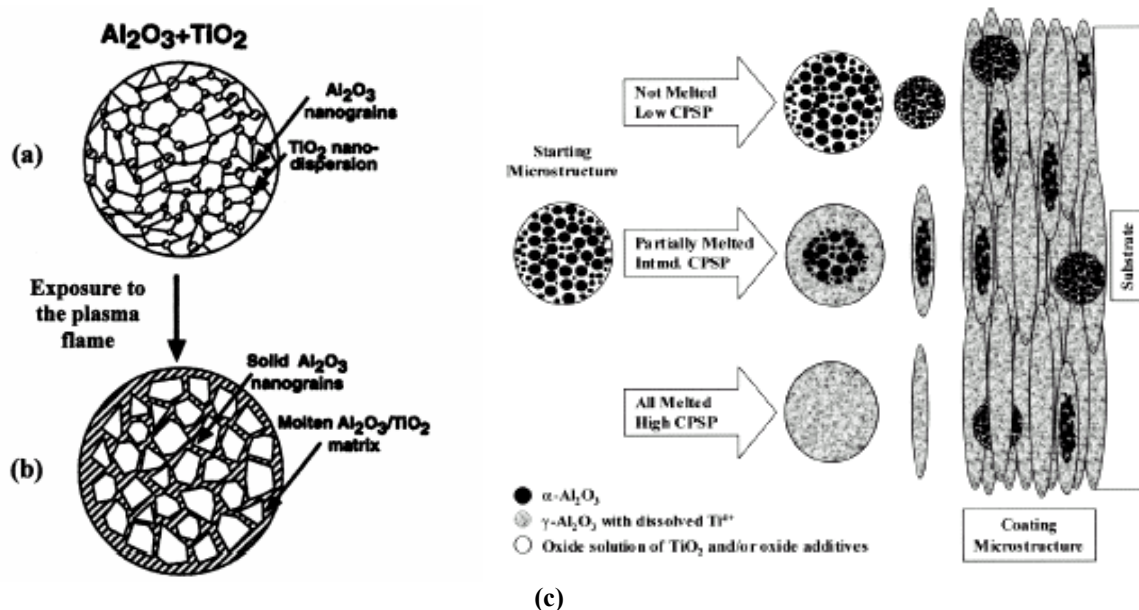 Al₂O₃+TiO₂
Al₂O₃
nanograins
TiO₂ nano-
dispersion
(a)
Exposure to
the plasma
flame
Solid Al₂O₃
nanograins
Molten Al₂O₃/TiO₂
matrix
(b)
Starting
Microstructure
Not Melted
Low CPSP
Partially Melted
Intmd. CPSP
All Melted
High CPSP
Substrate
α-Al₂O₃
γ-Al₂O₃ with dissolved Ti⁴⁺
Oxide solution of TiO₂ and/or oxide additives
Coating
Microstructure
(c)